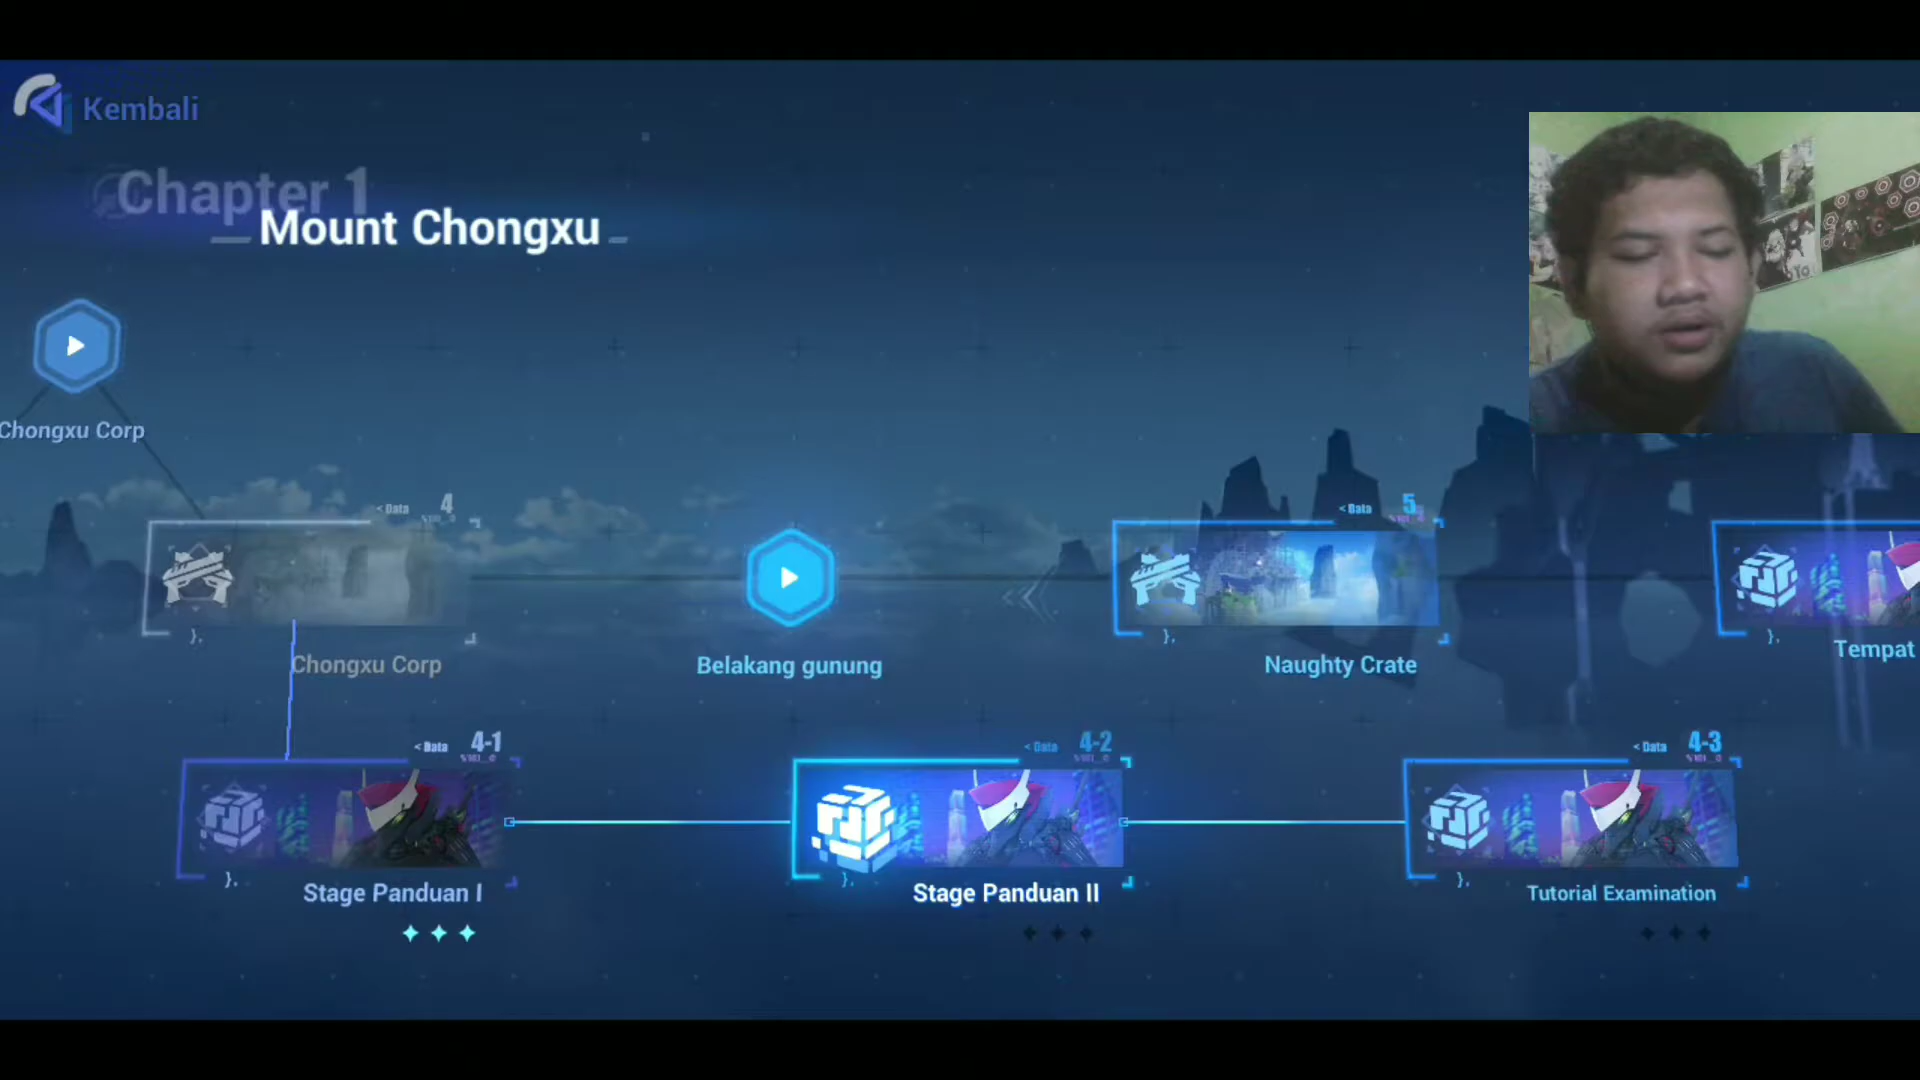 Kembali
Chapter 1
Mount Chongxu
Chongxu Corp
< Data 4
Chongxu Corp
Belakang gunung
< Data 5
Naughty Crate
Tempat
< Data 4-1
Stage Panduan I
< Data 4-2
Stage Panduan II
< Data 4-3
Tutorial Examination